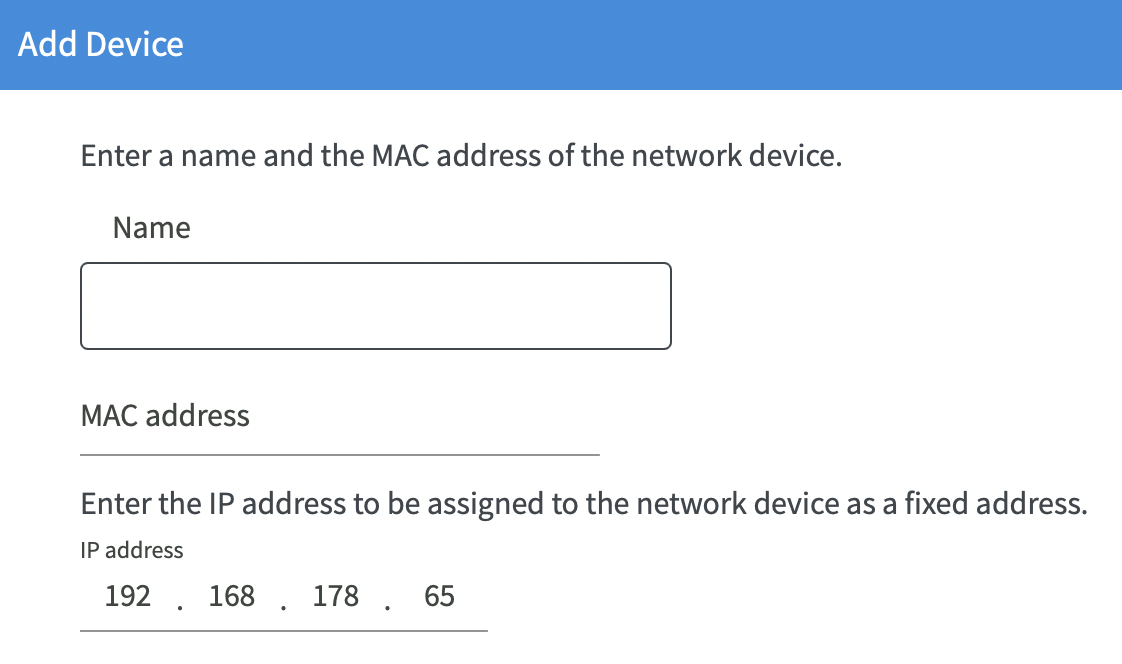 Add Device
Enter a name and the MAC address of the network device.
Name
MAC address
Enter the IP address to be assigned to the network device as a fixed address.
IP address
192 . 168 . 178 . 65